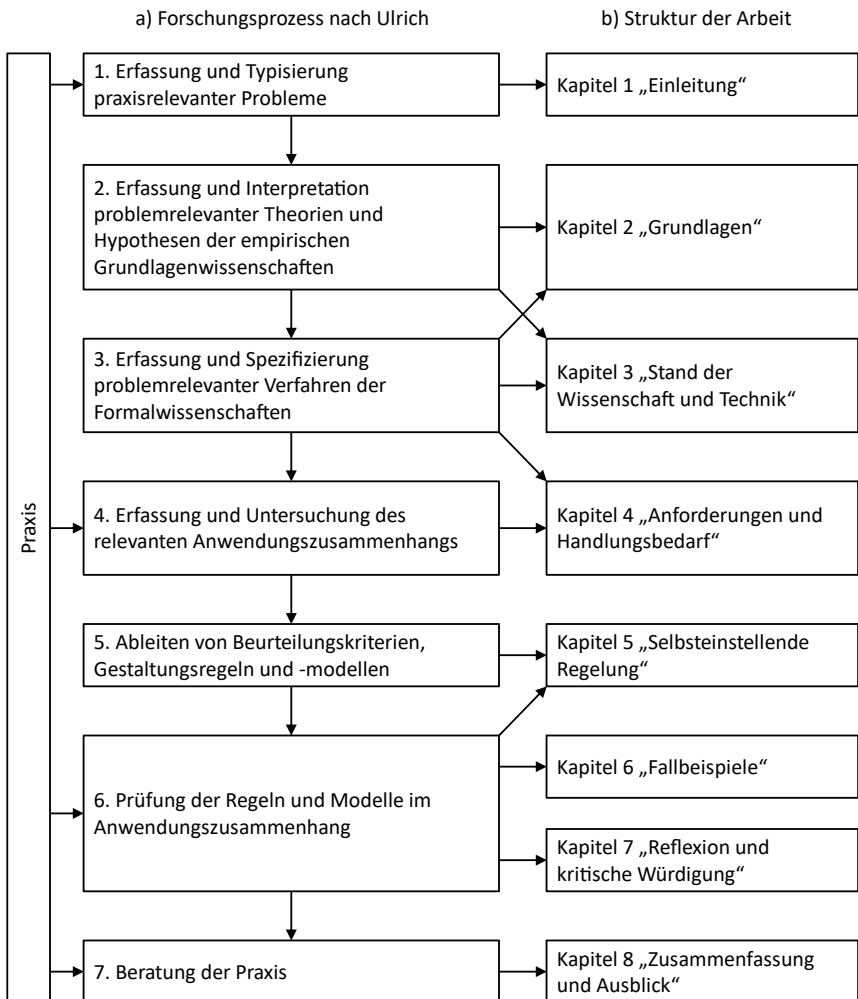 a) Forschungsprozess nach Ulrich
b) Struktur der Arbeit
Praxis
1. Erfassung und Typisierung
praxisrelevanter Probleme
Kapitel 1 „Einleitung“
2. Erfassung und Interpretation
problemrelevanter Theorien und
Hypothesen der empirischen
Grundlagenwissenschaften
Kapitel 2 „Grundlagen“
3. Erfassung und Spezifizierung
problemrelevanter Verfahren der
Formalwissenschaften
Kapitel 3 „Stand der
Wissenschaft und Technik“
4. Erfassung und Untersuchung des
relevanten Anwendungszusammenhangs
Kapitel 4 „Anforderungen und
Handlungsbedarf“
5. Ableiten von Beurteilungskriterien,
Gestaltungsregeln und -modellen
Kapitel 5 „Selbsteinstellende
Regelung“
6. Prüfung der Regeln und Modelle im
Anwendungszusammenhang
Kapitel 6 „Fallbeispiele“
Kapitel 7 „Reflexion und
kritische Würdigung“
7. Beratung der Praxis
Kapitel 8 „Zusammenfassung
und Ausblick“